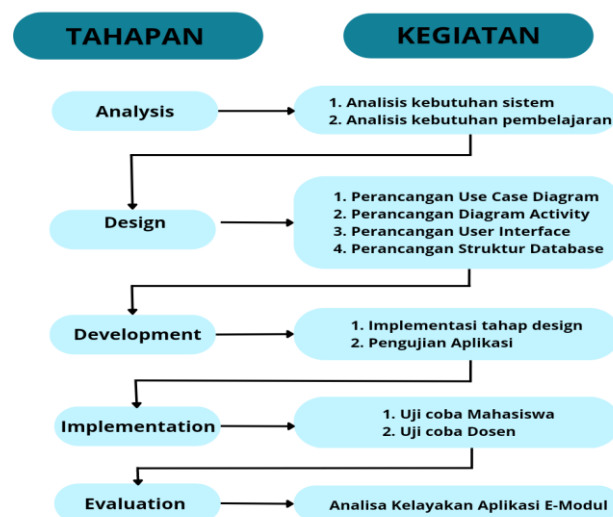 TAHAPAN
KEGIATAN
Analysis
1. Analisis kebutuhan sistem
2. Analisis kebutuhan pembelajaran
Design
1. Perancangan Use Case Diagram
2. Perancangan Diagram Activity
3. Perancangan User Interface
4. Perancangan Struktur Database
Development
1. Implementasi tahap design
2. Pengujian Aplikasi
Implementation
1. Uji coba Mahasiswa
2. Uji coba Dosen
Evaluation
Analisa Kelayakan Aplikasi E-Modul